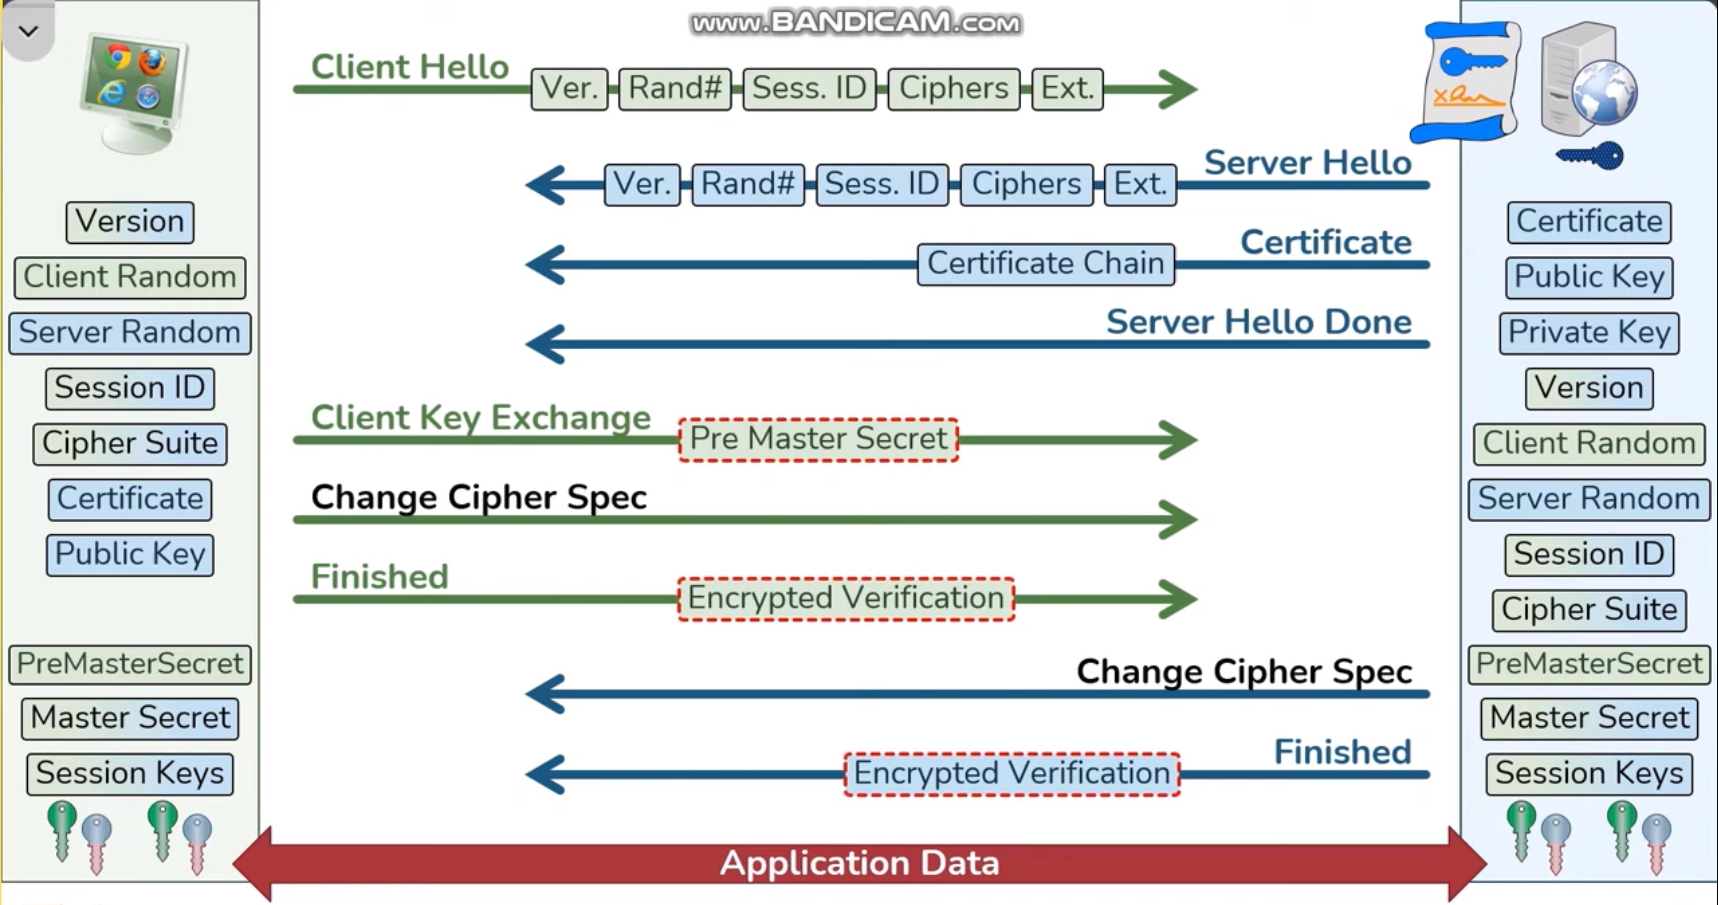 www.BANDICAM.com
Client Hello
Ver. Rand# Sess. ID Ciphers Ext.
Server Hello
Ver. Rand# Sess. ID Ciphers Ext.
Certificate
Certificate Chain
Server Hello Done
Client Key Exchange
Pre Master Secret
Change Cipher Spec
Finished
Encrypted Verification
Change Cipher Spec
Finished
Encrypted Verification
Application Data
Version
Client Random
Server Random
Session ID
Cipher Suite
Certificate
Public Key
PreMasterSecret
Master Secret
Session Keys
Certificate
Public Key
Private Key
Version
Client Random
Server Random
Session ID
Cipher Suite
PreMasterSecret
Master Secret
Session Keys